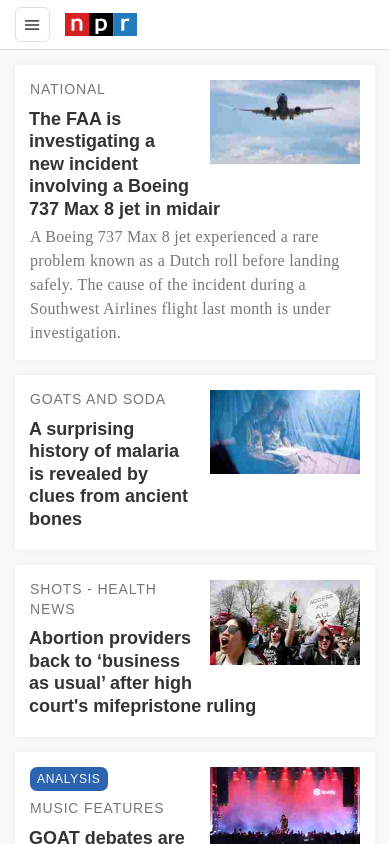 npr
NATIONAL
The FAA is
investigating a
new incident
involving a Boeing
737 Max 8 jet in midair
A Boeing 737 Max 8 jet experienced a rare
problem known as a Dutch roll before landing
safely. The cause of the incident during a
Southwest Airlines flight last month is under
investigation.
GOATS AND SODA
A surprising
history of malaria
is revealed by
clues from ancient
bones
SHOTS - HEALTH
NEWS
Abortion providers
back to ‘business
as usual’ after high
court's mifepristone ruling
ACCESS
FOR
ALL
ANALYSIS
MUSIC FEATURES
GOAT debates are
Spotify